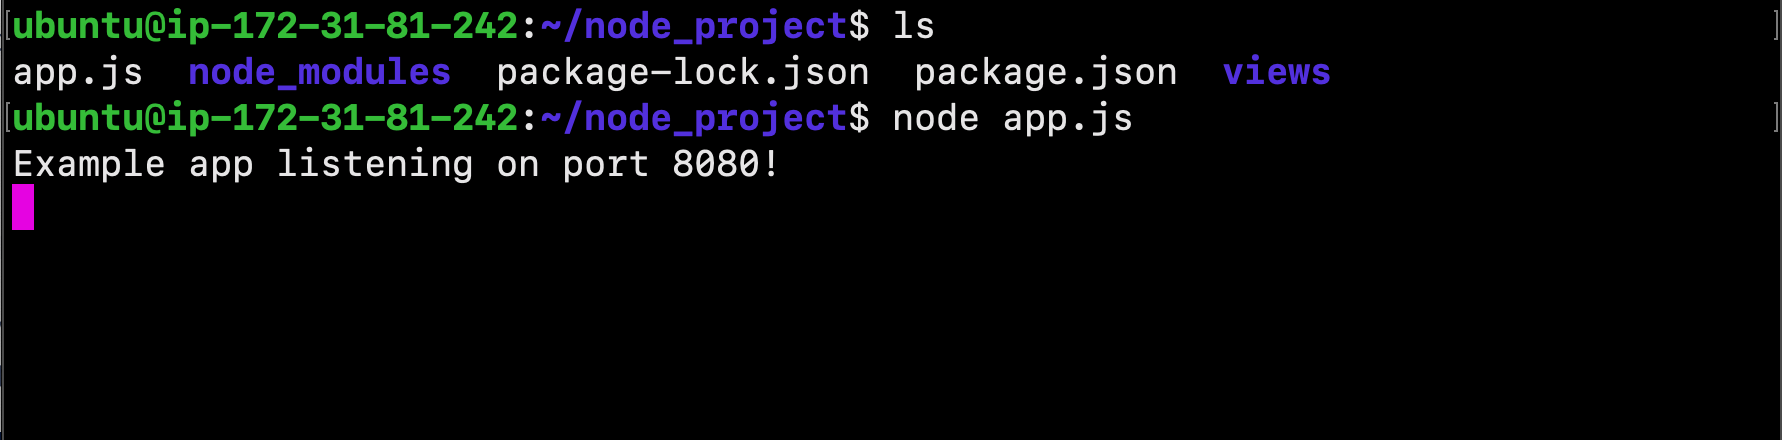 ubuntu@ip-172-31-81-242:~/node_project$ ls
app.js node_modules package-lock.json package.json views
ubuntu@ip-172-31-81-242:~/node_project$ node app.js
Example app listening on port 8080!